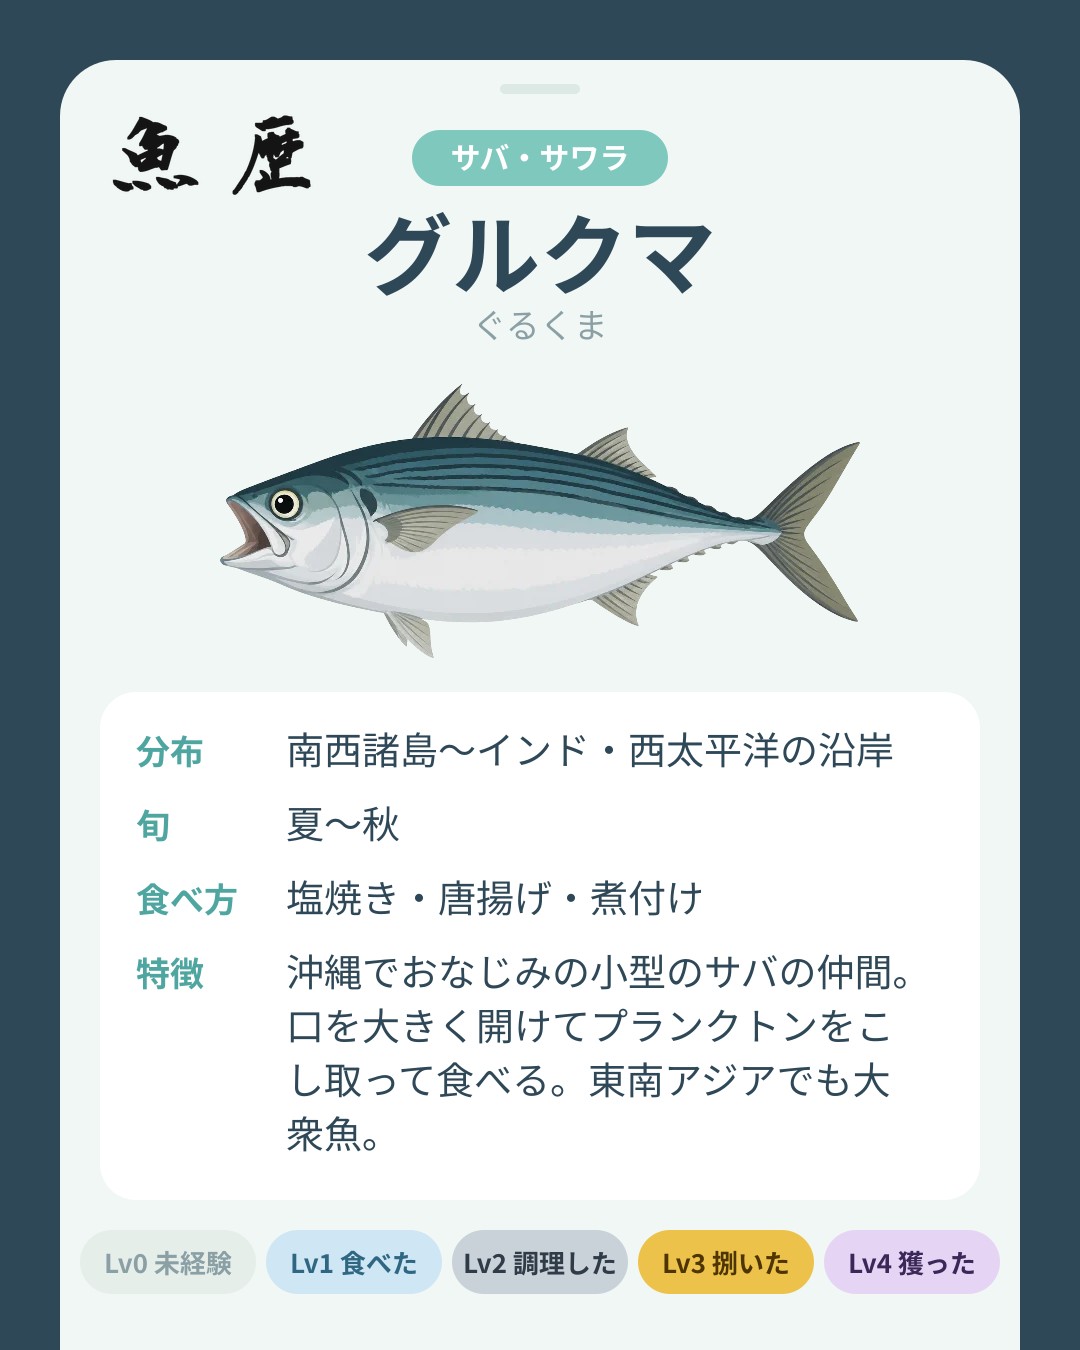 魚歴
サバ・サワラ
グルクマ
ぐるくま
分布 南西諸島〜インド・西太平洋の沿岸
旬 夏〜秋
食べ方 塩焼き・唐揚げ・煮付け
特徴 沖縄でおなじみの小型のサバの仲間。
口を大きく開けてプランクトンをこ
し取って食べる。東南アジアでも大
衆魚。
Lv0 未経験 Lv1 食べた Lv2 調理した Lv3 捌いた Lv4 獲った